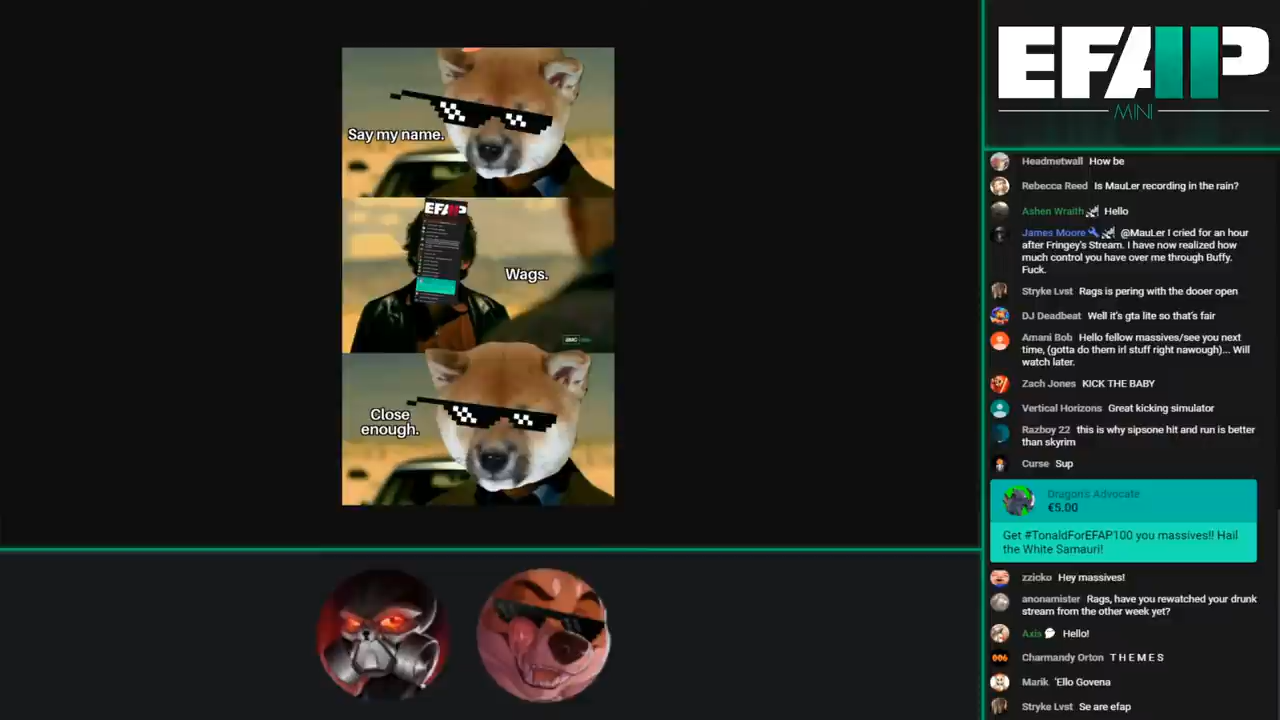 Say my name.
EFAP
Wags.
Close
enough.
EFAP
MINI
Headmetwall How be
Rebecca Reed Is MauLer recording in the rain?
Ashen Wraith Hello
James Moore @MauLer I cried for an hour
after Fringey's Stream. I have now realized how
much control you have over me through Buffy.
Fuck.
Stryke Lvst Rags is pering with the dooer open
DJ Deadbeat Well it's gta lite so that's fair
Amani Bob Hello fellow massives/see you next
time, (gotta do them irl stuff right nawough)... Will
watch later.
Zach Jones KICK THE BABY
Vertical Horizons Great kicking simulator
Razboy 22 this is why sipsone hit and run is better
than skyrim
Curse Sup
Dragon's Advocate
€5.00
Get #TonaldForEFAP100 you massives!! Hail
the White Samauri!
zzicko Hey massives!
anonamister Rags, have you rewatched your drunk
stream from the other week yet?
Axis Hello!
Charmandy Orton T H E M E S
Marik 'Ello Govena
Stryke Lvst Se are efap